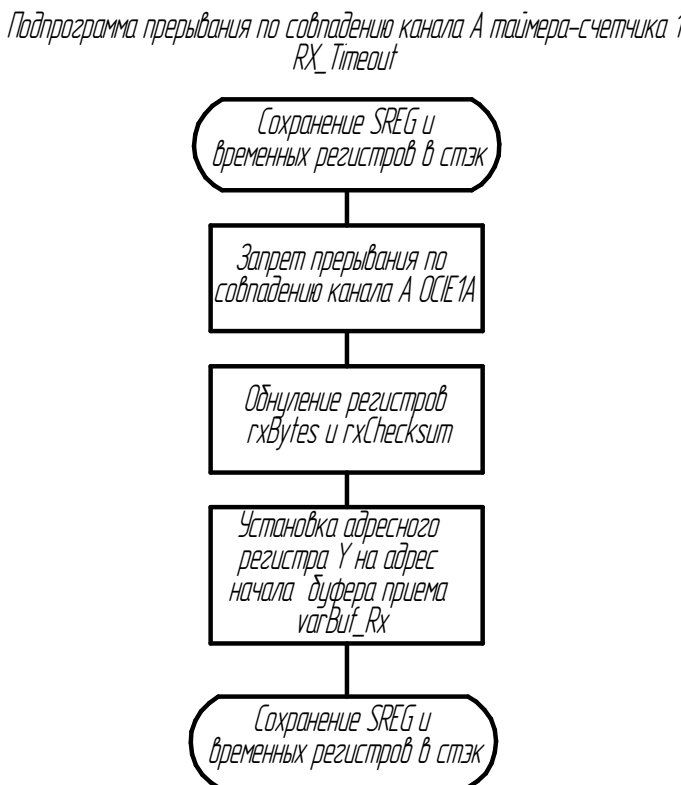 Подпрограмма прерывания по совпадению канала А таймера-счетчика 1
RX_Timeout
Сохранение SREG и
временных регистров в стэк
Запрет прерывания по
совпадению канала А OCIE1A
Обнуление регистров
rxBytes и rxChecksum
Установка адресного
регистра Y на адрес
начала буфера приема
varBuf_Rx
Сохранение SREG и
временных регистров в стэк